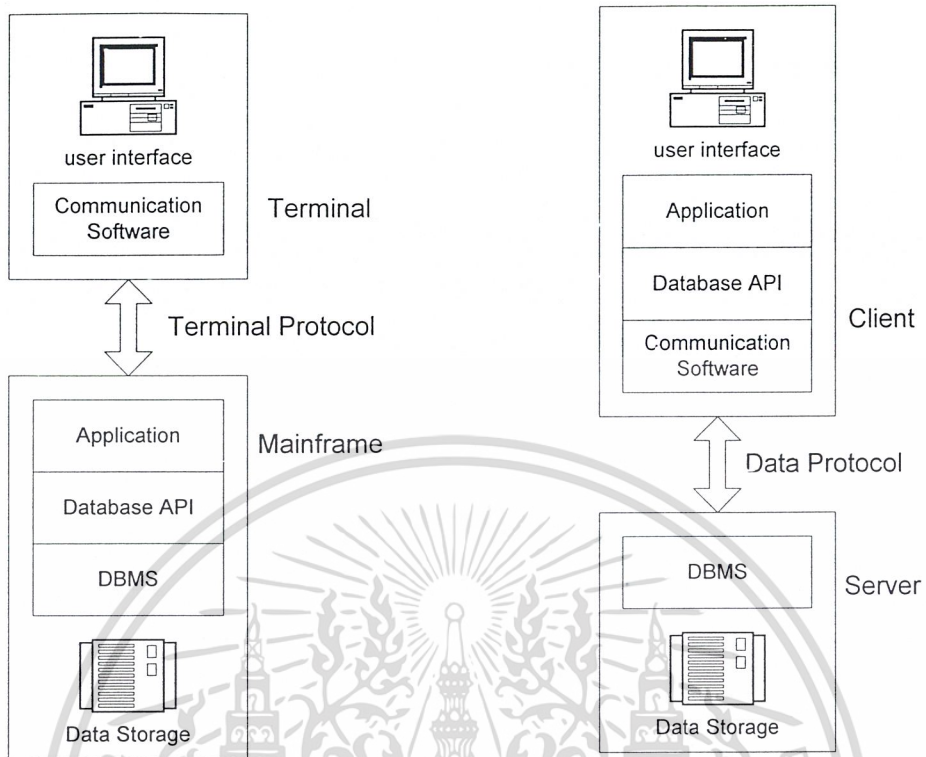 user interface
Communication
Software
Terminal
Terminal Protocol
Application
Database API
DBMS
Data Storage
Mainframe
user interface
Application
Database API
Communication
Software
Client
Data Protocol
DBMS
Data Storage
Server